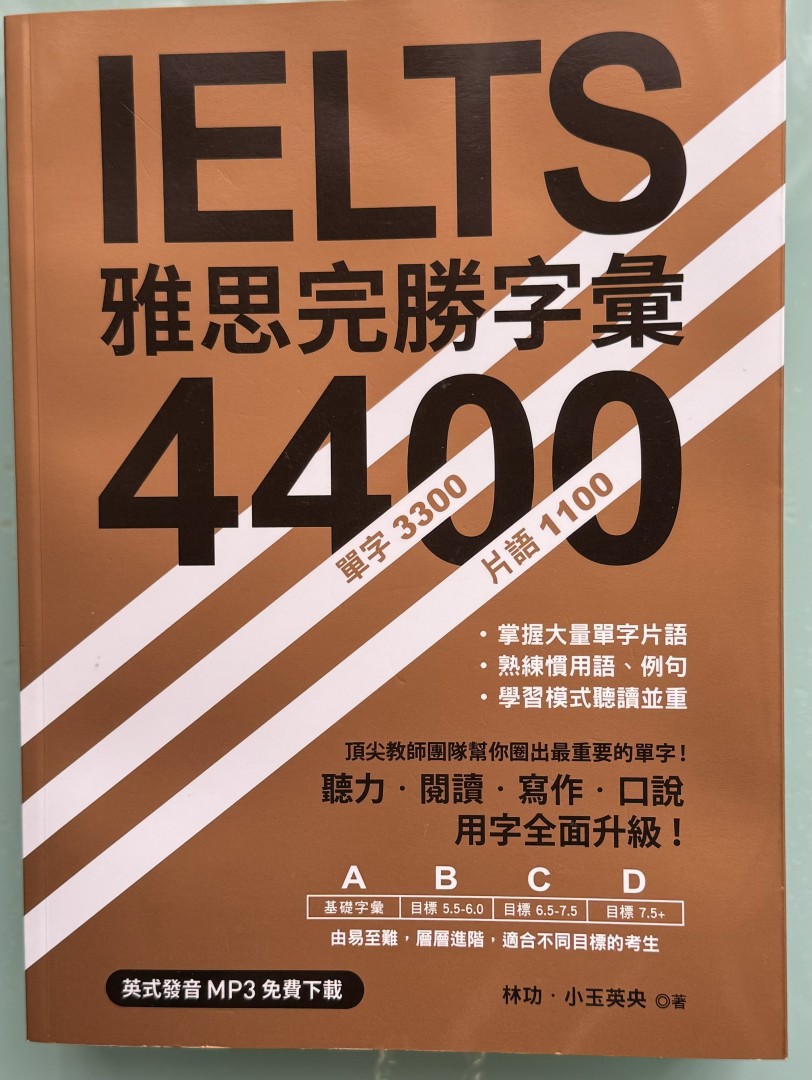 IELTS
雅思完勝字彙
4400
單字 3300
片語 1100
・掌握大量單字片語
・熟練慣用語、例句
・學習模式聽讀並重
頂尖教師團隊幫你圈出最重要的單字！
聽力・閱讀・寫作・口說
用字全面升級！
A B C D
基礎字彙 目標 5.5-6.0 目標 6.5-7.5 目標 7.5+
由易至難，層層進階，適合不同目標的考生
英式發音 MP3 免費下載
林功・小玉英央 ◎著